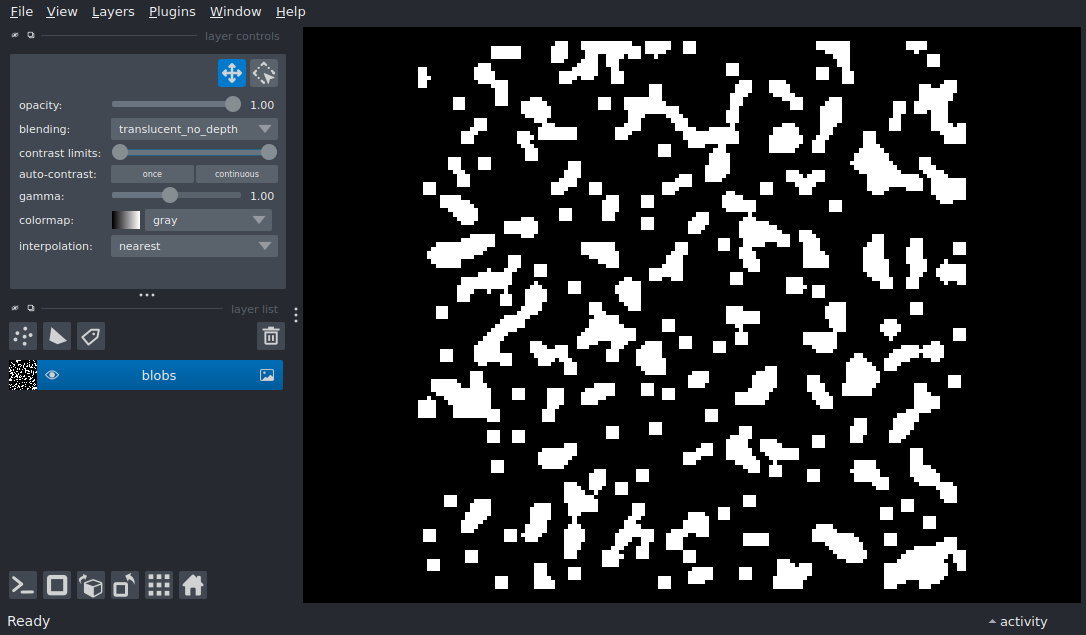 File View Layers Plugins Window Help
layer controls
opacity: 1.00
blending: translucent_no_depth
contrast limits:
auto-contrast: once continuous
gamma: 1.00
colormap: gray
interpolation: nearest
layer list
blobs
Ready activity